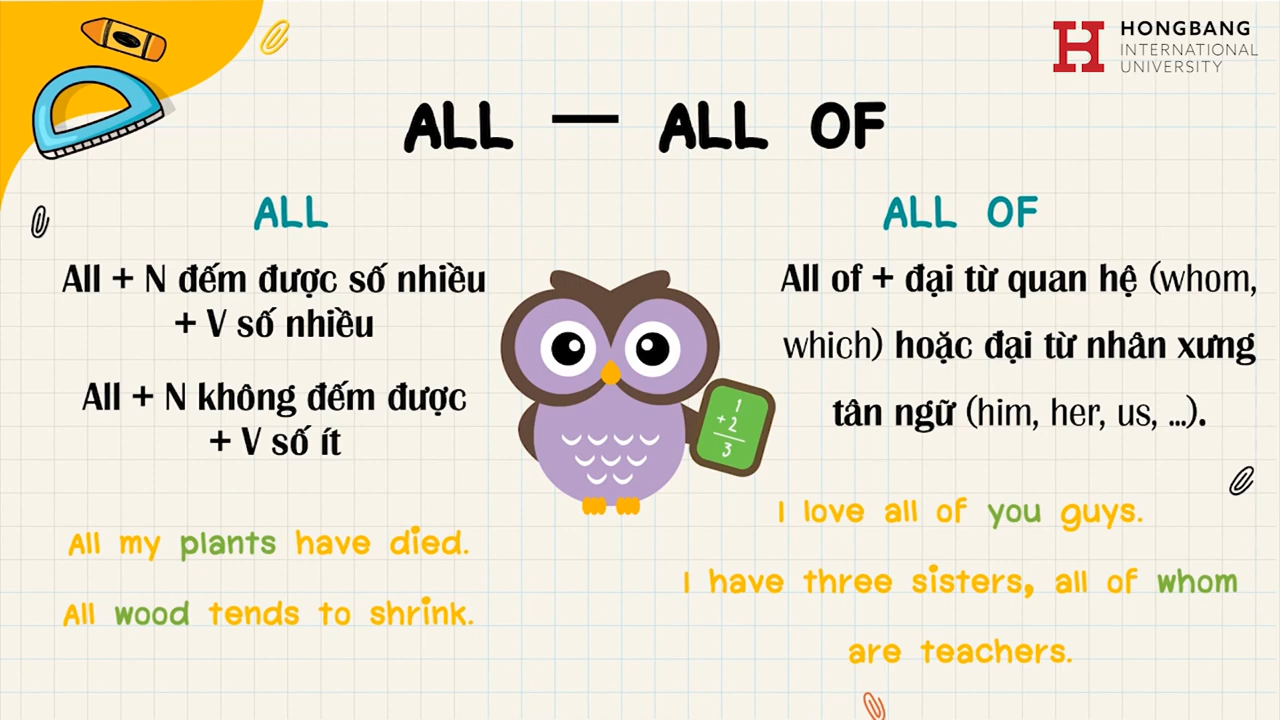 HONGBANG
INTERNATIONAL
UNIVERSITY
ALL — ALL OF
ALL
All + N đếm được số nhiều
+ V số nhiều
All + N không đếm được
+ V số ít
All my plants have died.
All wood tends to shrink.
1
+ 2
3
ALL OF
All of + đại từ quan hệ (whom,
which) hoặc đại từ nhân xưng
tân ngữ (him, her, us, ...).
I love all of you guys.
I have three sisters, all of whom
are teachers.